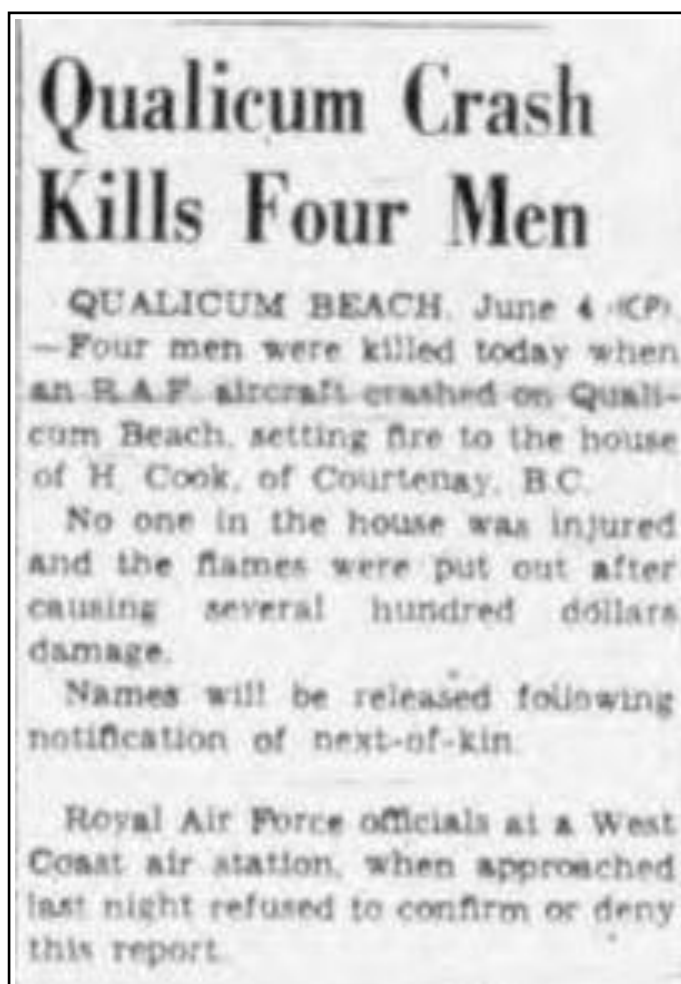 Qualicum Crash
Kills Four Men
QUALICUM BEACH, June 4 (CP).
—Four men were killed today when
an R.A.F. aircraft crashed on Quali-
cum Beach, setting fire to the house
of H. Cook, of Courtenay, B.C.
No one in the house was injured
and the flames were put out after
causing several hundred dollars
damage.
Names will be released following
notification of next-of-kin.
Royal Air Force officials at a West
Coast air station, when approached
last night refused to confirm or deny
this report.